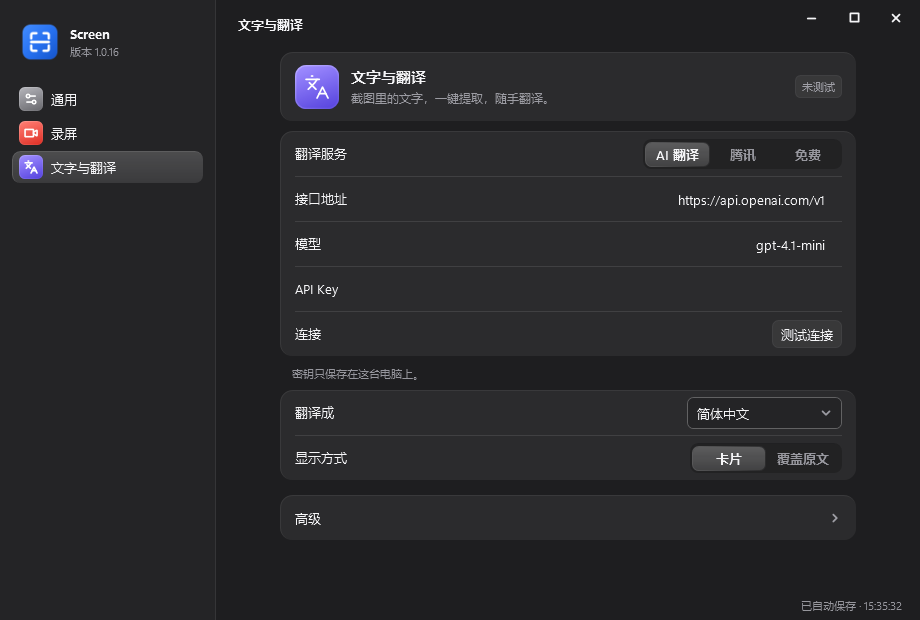 Screen
版本 1.0.16
通用
录屏
文字与翻译
文字与翻译
文字与翻译
截图里的文字，一键提取，随手翻译。
未测试
翻译服务
AI 翻译 腾讯 免费
接口地址 https://api.openai.com/v1
模型 gpt-4.1-mini
API Key
连接 测试连接
密钥只保存在这台电脑上。
翻译成 简体中文
显示方式 卡片 覆盖原文
高级
已自动保存 · 15:35:32